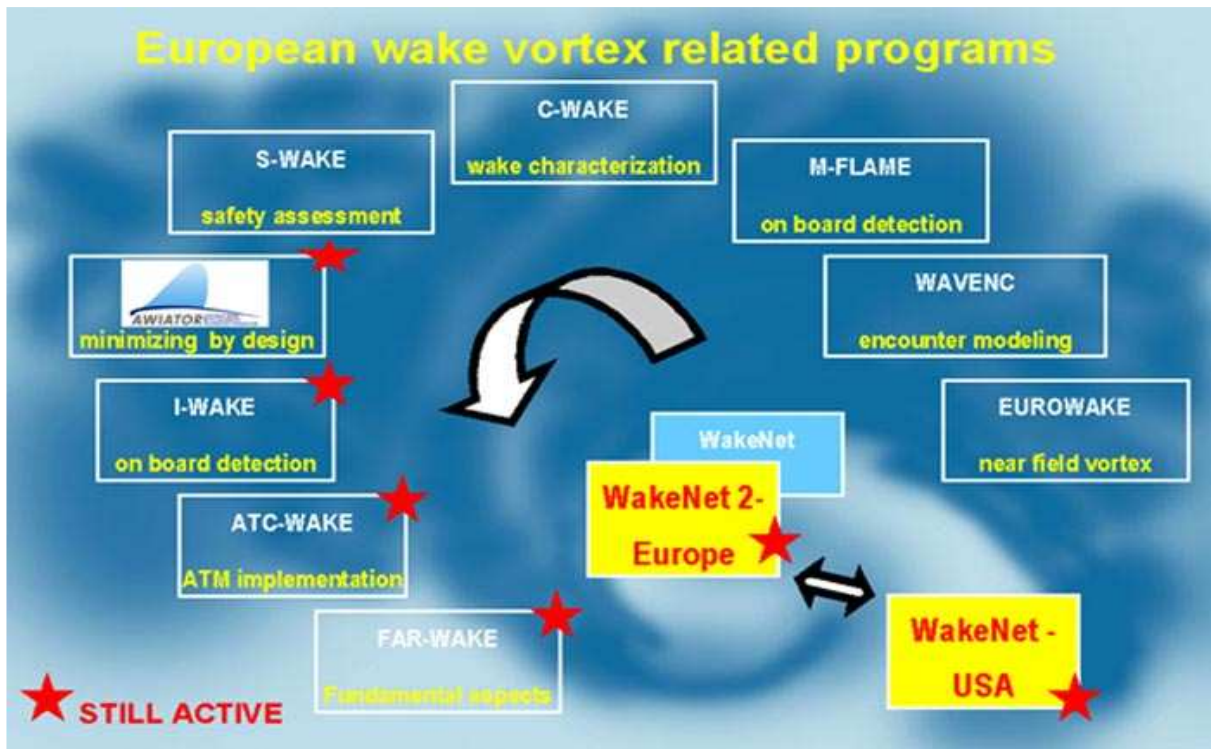 European wake vortex related programs
C-WAKE
wake characterization
S-WAKE
safety assessment
M-FLAME
on board detection
AWIATOR
minimizing by design
WAVENC
encounter modeling
I-WAKE
on board detection
EUROWAKE
near field vortex
WakeNet
WakeNet 2-
Europe
ATC-WAKE
ATM implementation
FAR-WAKE
Fundamental aspects
WakeNet -
USA
STILL ACTIVE